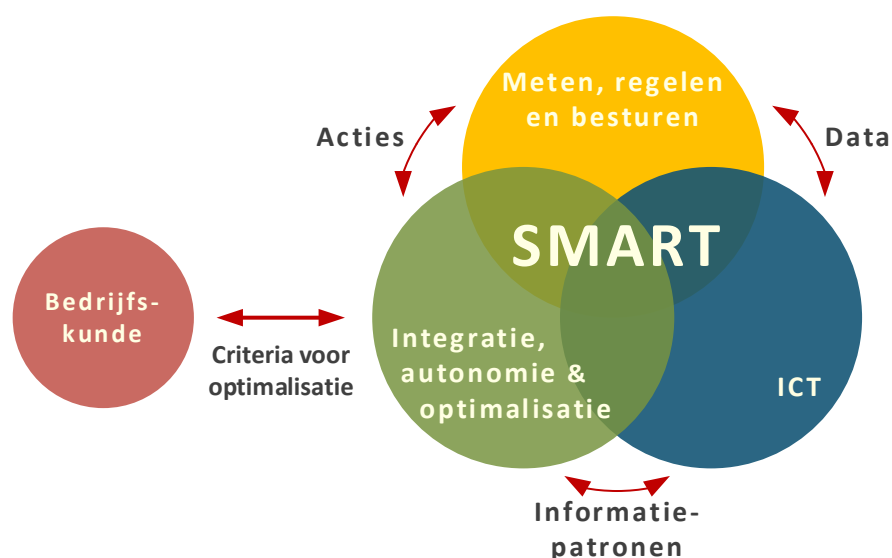 Meten, regelen
en besturen
Acties
Data
SMART
Bedrijfs-
kunde
Criteria voor
optimalisatie
Integratie,
autonomie &
optimalisatie
ICT
Informatie-
patronen